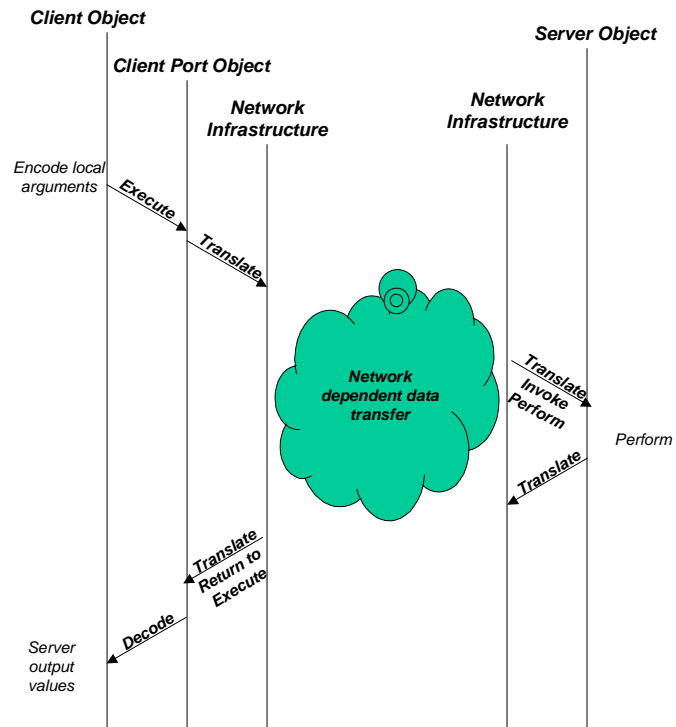 Client Object
Server Object
Client Port Object
Network
Infrastructure
Network
Infrastructure
Encode local
arguments
Execute
Translate
Network
dependent data
transfer
Translate
Invoke
Perform
Perform
Translate
Translate
Return to
Execute
Decode
Server
output
values